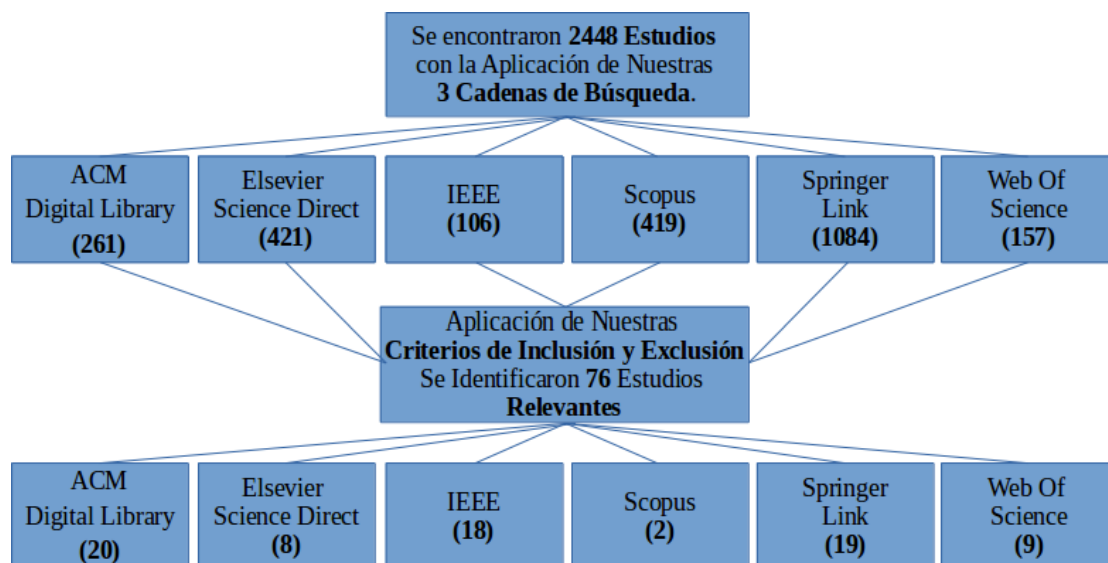 Se encontraron 2448 Estudios
con la Aplicación de Nuestras
3 Cadenas de Búsqueda.
ACM
Digital Library
(261)
Elsevier
Science Direct
(421)
IEEE
(106)
Scopus
(419)
Springer
Link
(1084)
Web Of
Science
(157)
Aplicación de Nuestras
Criterios de Inclusión y Exclusión
Se Identificaron 76 Estudios
Relevantes
ACM
Digital Library
(20)
Elsevier
Science Direct
(8)
IEEE
(18)
Scopus
(2)
Springer
Link
(19)
Web Of
Science
(9)